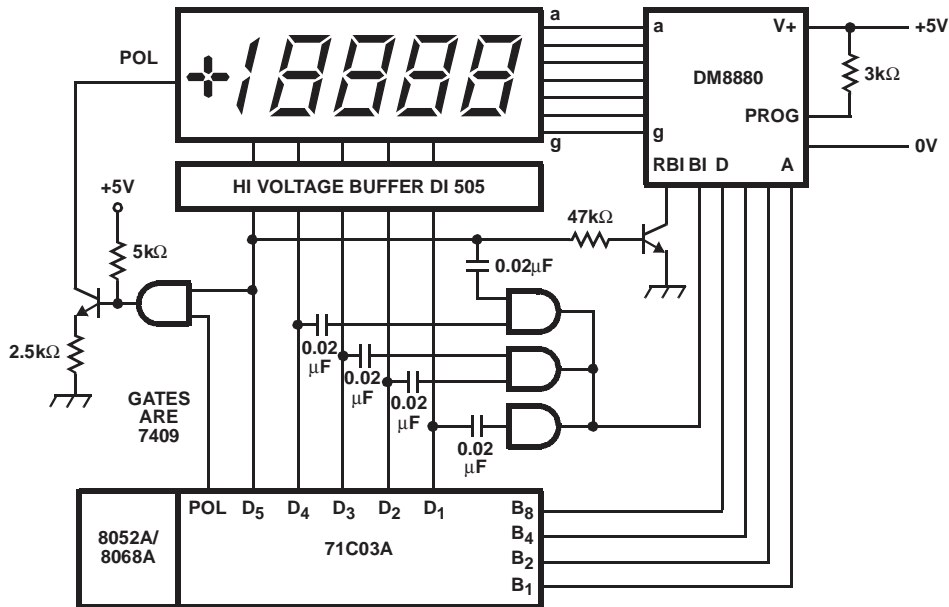 a
a
V+
+5V
POL
+18888
DM8880
3kΩ
PROG
g
g
0V
RBI BI D A
HI VOLTAGE BUFFER DI 505
+5V
47kΩ
5kΩ
0.02μF
2.5kΩ
0.02
μF
0.02
μF
0.02
μF
0.02
μF
GATES
ARE
7409
POL D5 D4 D3 D2 D1
B8
B4
B2
B1
8052A/
8068A
71C03A